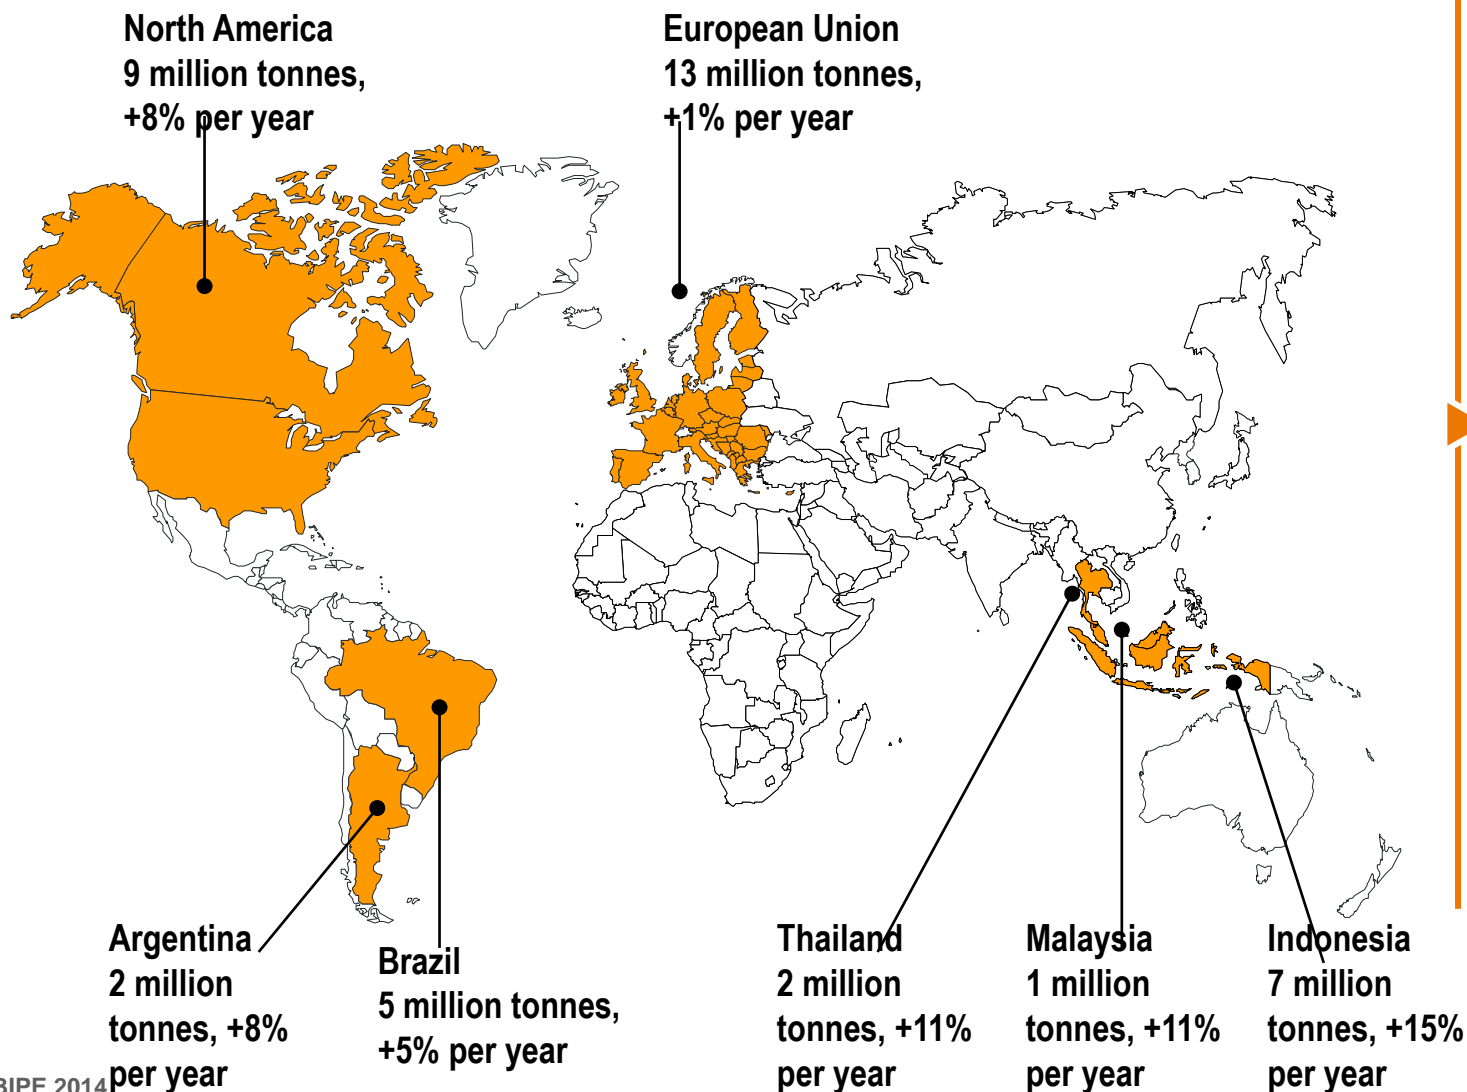 North America
9 million tonnes,
+8% per year
European Union
13 million tonnes,
+1% per year
Argentina
2 million
tonnes, +8%
per year
Brazil
5 million tonnes,
+5% per year
Thailand
2 million
tonnes, +11%
per year
Malaysia
1 million
tonnes, +11%
per year
Indonesia
7 million
tonnes, +15%
per year
BIPE 2014